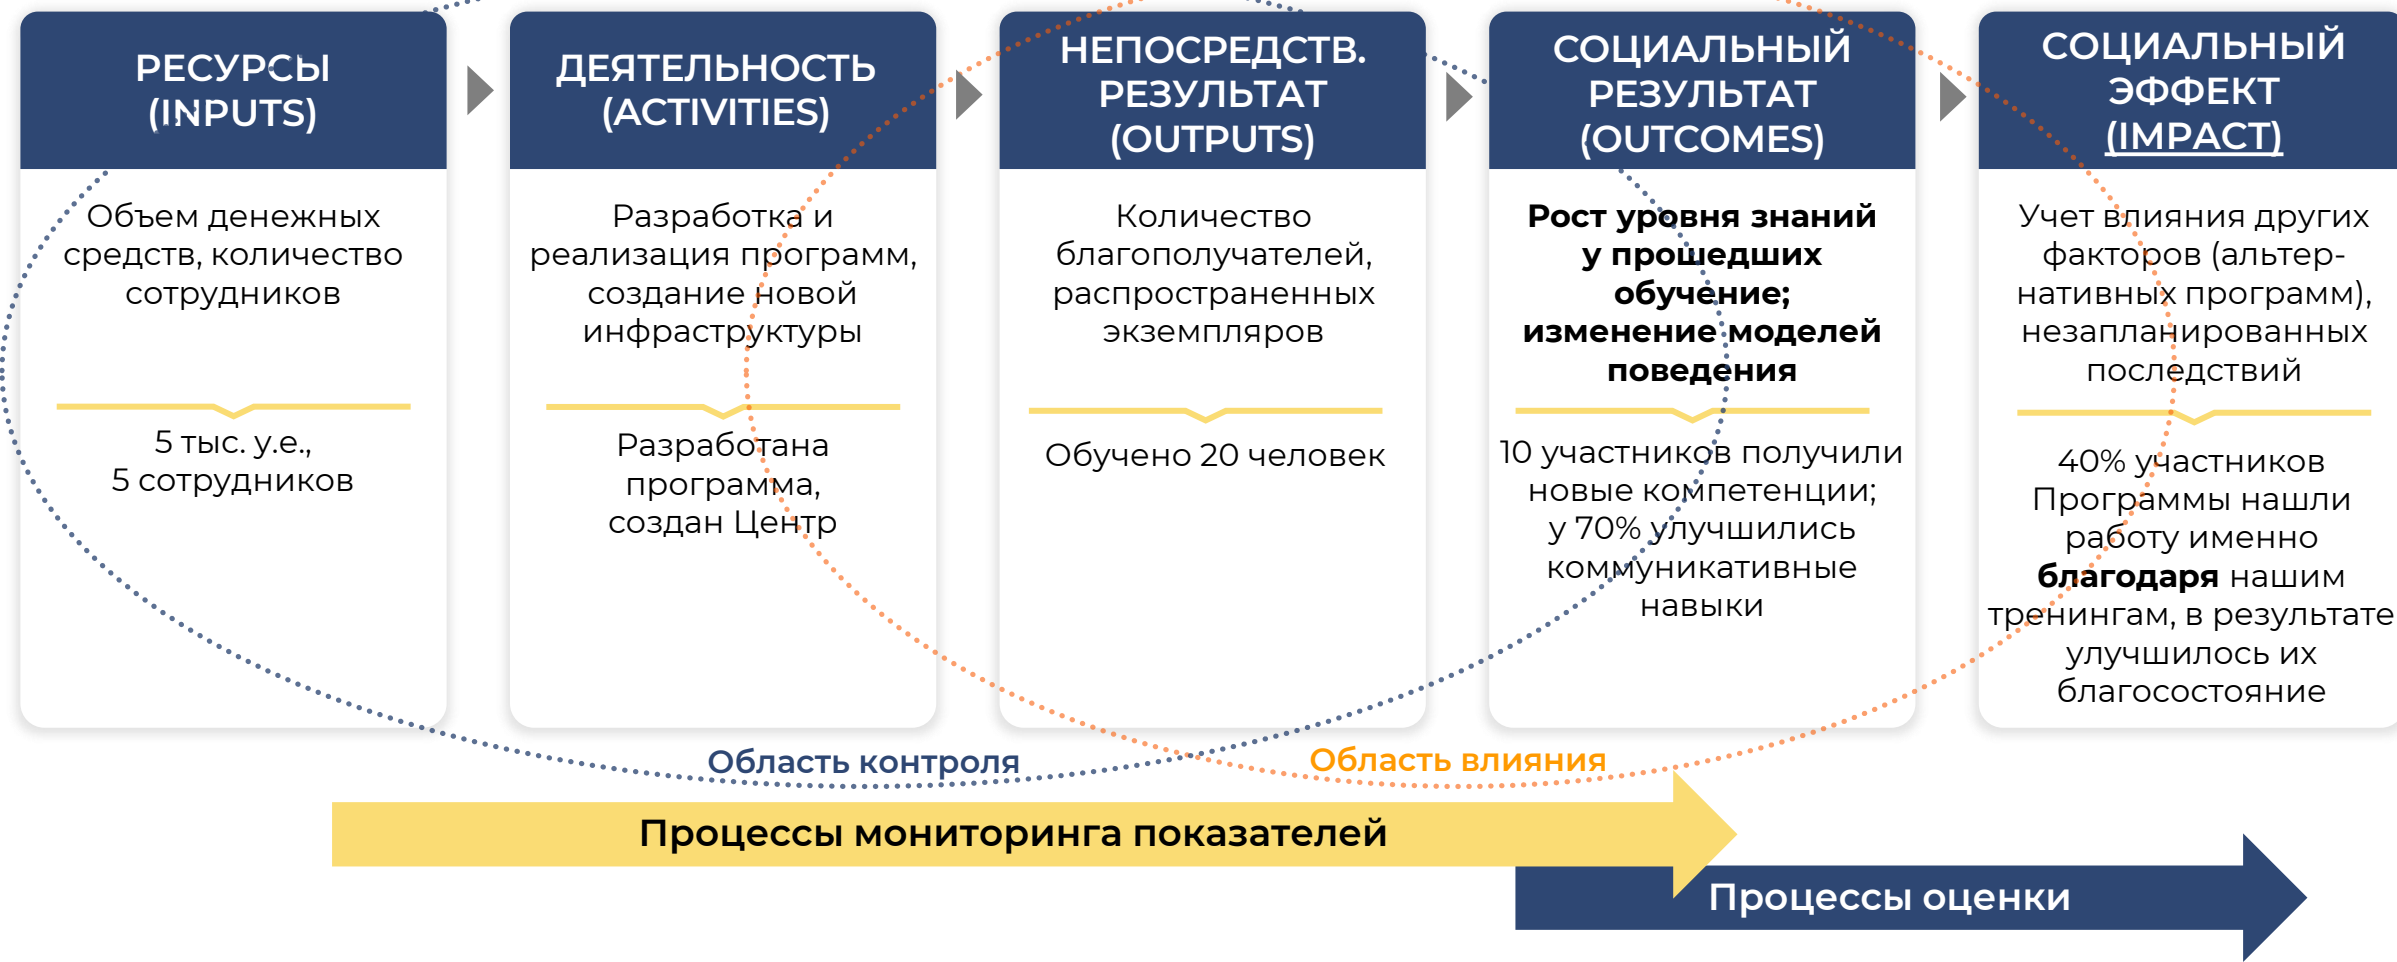 РЕСУРСЫ
(INPUTS)
Объем денежных
средств, количество
сотрудников
5 тыс. у.е.,
5 сотрудников
ДЕЯТЕЛЬНОСТЬ
(ACTIVITIES)
Разработка и
реализация программ,
создание новой
инфраструктуры
Разработана
программа,
создан Центр
НЕПОСРЕДСТВ.
РЕЗУЛЬТАТ
(OUTPUTS)
Количество
благополучателей,
распространенных
экземпляров
Обучено 20 человек
СОЦИАЛЬНЫЙ
РЕЗУЛЬТАТ
(OUTCOMES)
Рост уровня знаний
у прошедших
обучение;
изменение моделей
поведения
10 участников получили
новые компетенции;
у 70% улучшились
коммуникативные
навыки
СОЦИАЛЬНЫЙ
ЭФФЕКТ
(IMPACT)
Учет влияния других
факторов (альтер-
нативных программ),
незапланированных
последствий
40% участников
Программы нашли
работу именно
благодаря нашим
тренингам, в результате
улучшилось их
благосостояние
Область контроля
Область влияния
Процессы мониторинга показателей
Процессы оценки